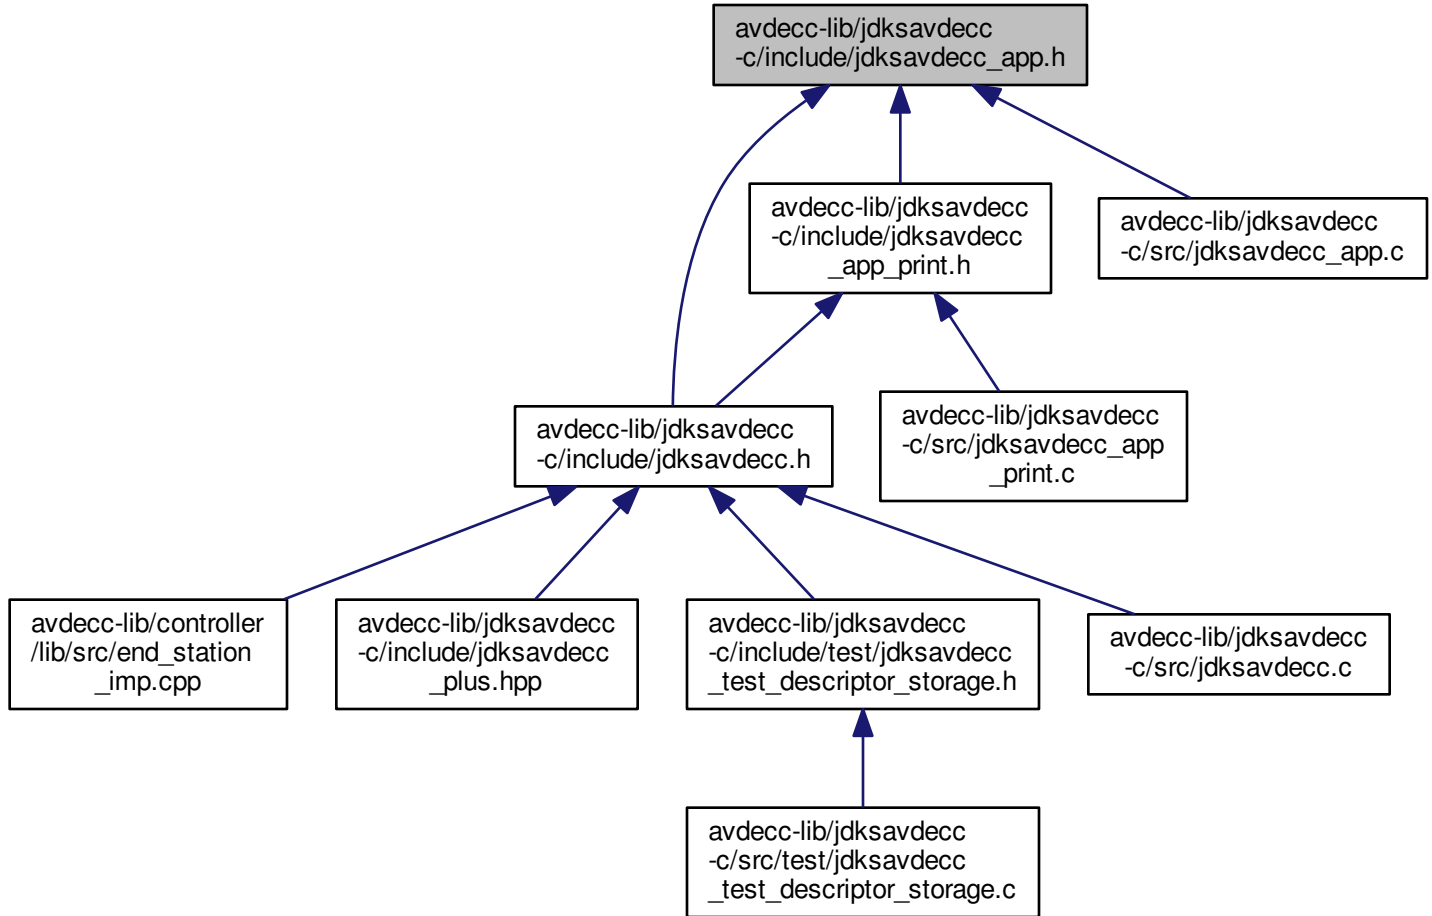 avdecc-lib/jdksavdecc
-c/include/jdksavdecc_app.h
avdecc-lib/jdksavdecc
-c/include/jdksavdecc
_app_print.h
avdecc-lib/jdksavdecc
-c/src/jdksavdecc_app.c
avdecc-lib/jdksavdecc
-c/include/jdksavdecc.h
avdecc-lib/jdksavdecc
-c/src/jdksavdecc_app
_print.c
avdecc-lib/controller
/lib/src/end_station
_imp.cpp
avdecc-lib/jdksavdecc
-c/include/jdksavdecc
_plus.hpp
avdecc-lib/jdksavdecc
-c/include/test/jdksavdecc
_test_descriptor_storage.h
avdecc-lib/jdksavdecc
-c/src/jdksavdecc.c
avdecc-lib/jdksavdecc
-c/src/test/jdksavdecc
_test_descriptor_storage.c